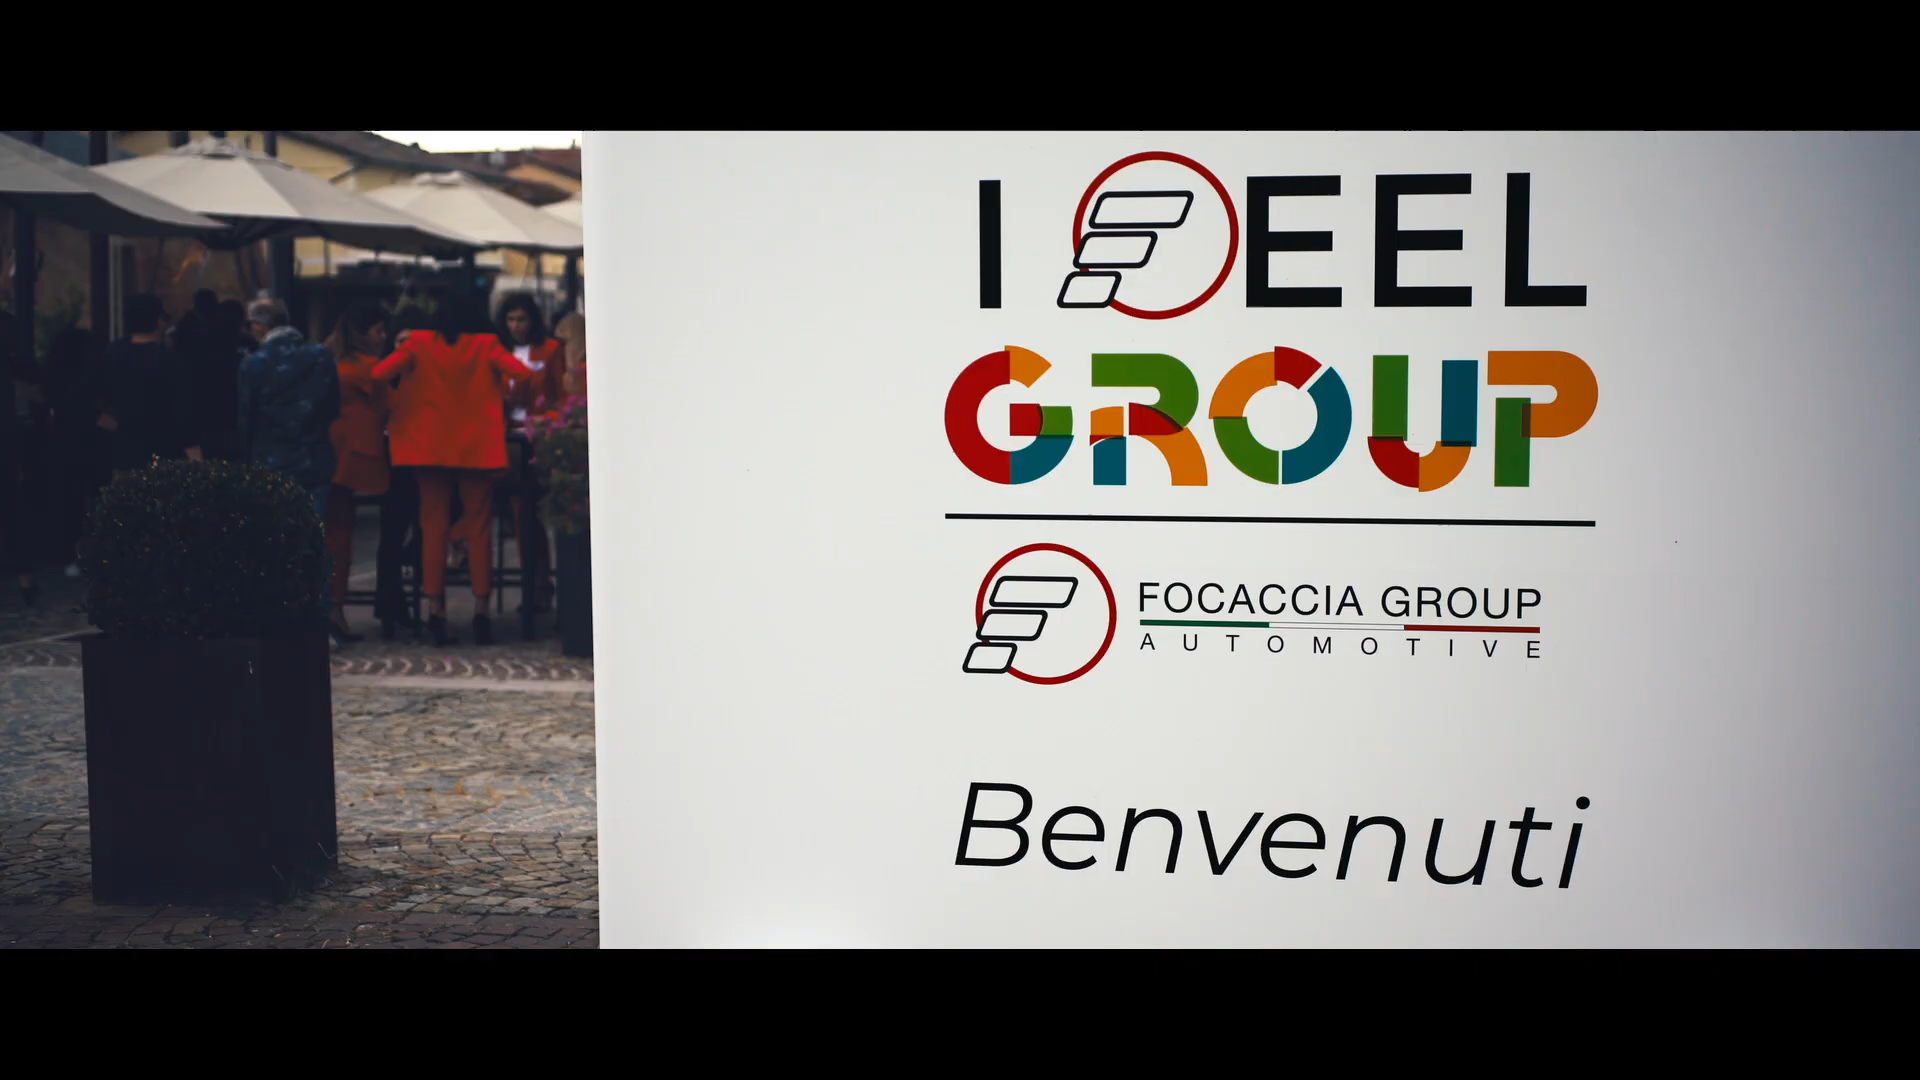 I FEEL
GROUP
FOCACCIA GROUP
AUTOMOTIVE
Benvenuti